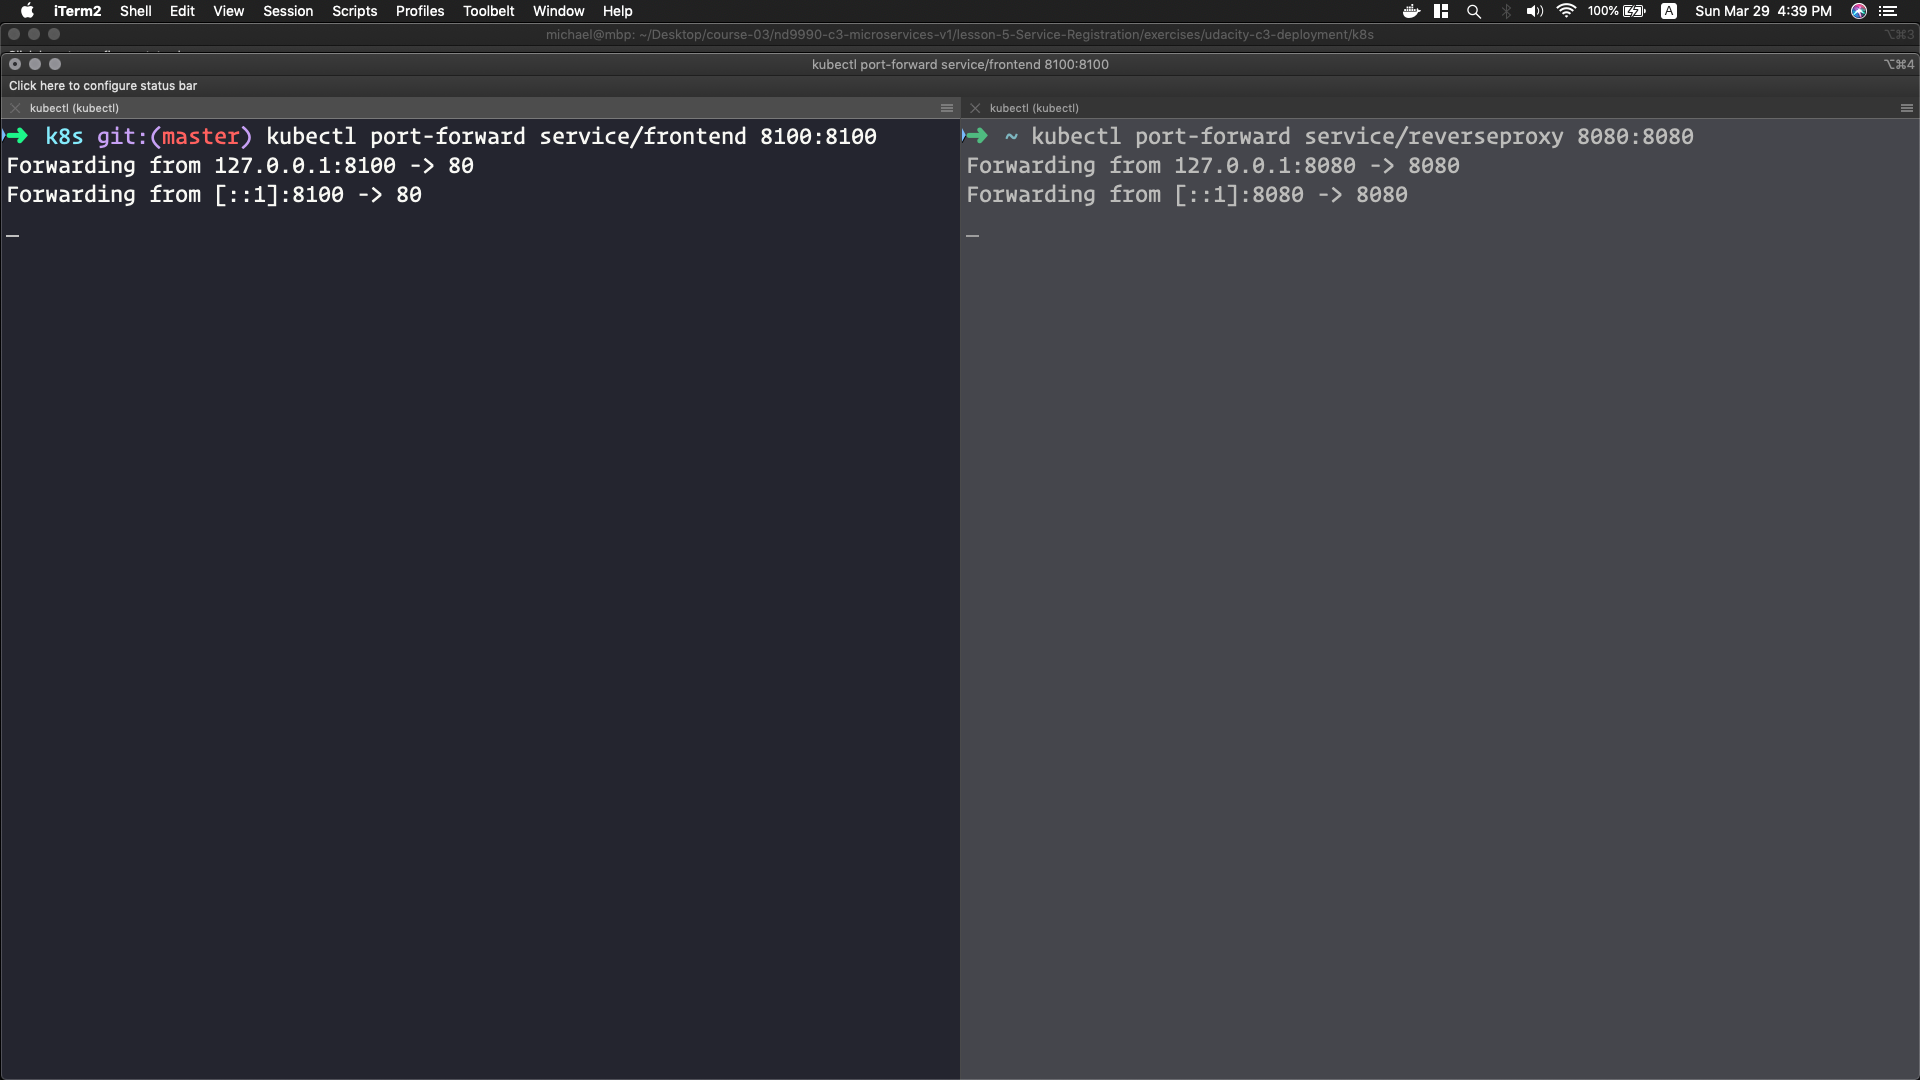 iTerm2 Shell Edit View Session Scripts Profiles Toolbelt Window Help 100% A Sun Mar 29 4:39 PM
michael@mbp: ~/Desktop/course-03/nd9990-c3-microservices-v1/lesson-5-Service-Registration/exercises/udacity-c3-deployment/k8s ⌥⌘3
kubectl port-forward service/frontend 8100:8100 ⌥⌘4
Click here to configure status bar
kubectl (kubectl)
➜ k8s git:(master) kubectl port-forward service/frontend 8100:8100
Forwarding from 127.0.0.1:8100 -> 80
Forwarding from [::1]:8100 -> 80
kubectl (kubectl)
➜ ~ kubectl port-forward service/reverseproxy 8080:8080
Forwarding from 127.0.0.1:8080 -> 8080
Forwarding from [::1]:8080 -> 8080